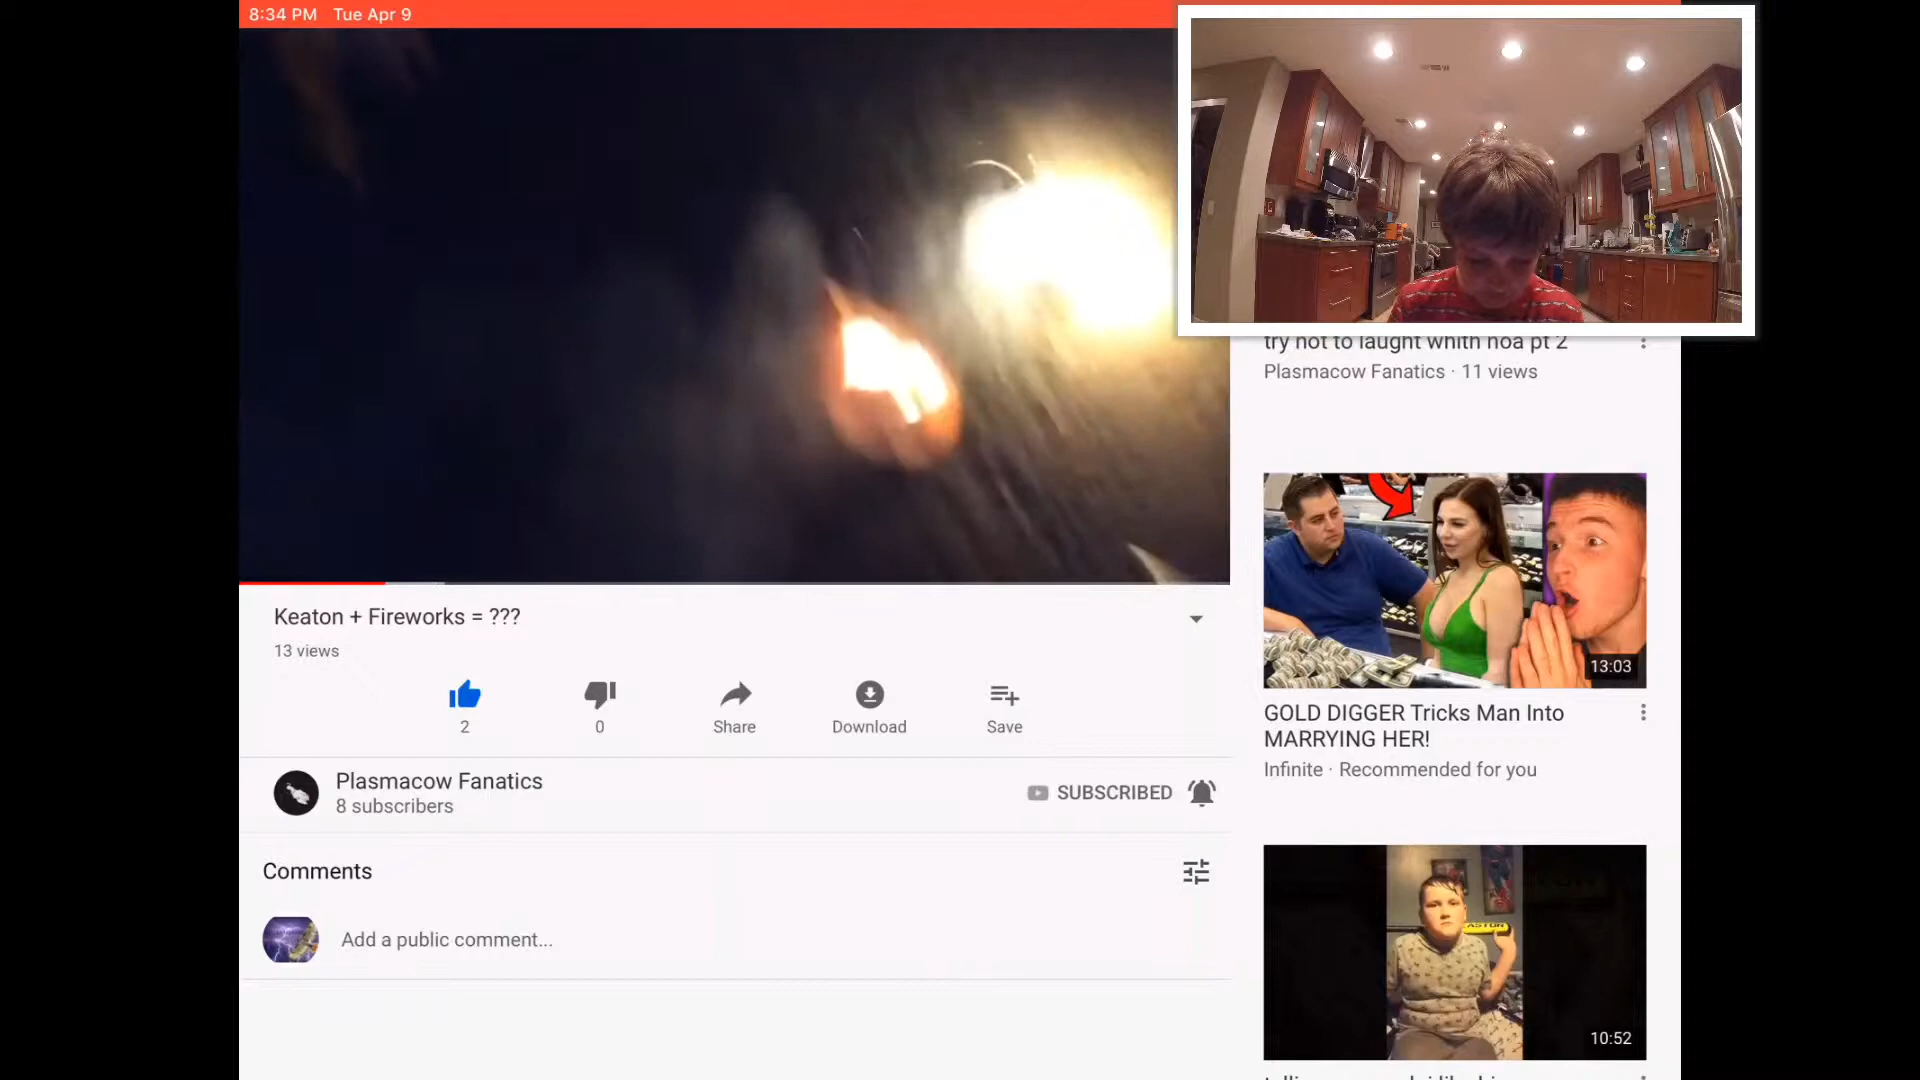 8:34 PM Tue Apr 9
try not to laught whith noa pt 2
Plasmacow Fanatics · 11 views
Keaton + Fireworks = ???
13 views
2
0
Share
Download
Save
13:03
GOLD DIGGER Tricks Man Into
MARRYING HER!
Infinite · Recommended for you
Plasmacow Fanatics
8 subscribers
SUBSCRIBED
Comments
Add a public comment...
EASTON
10:52